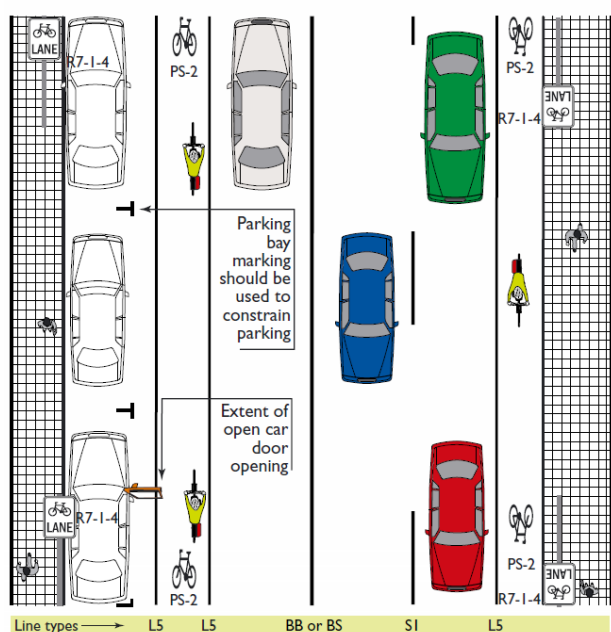 LANE
R7-1-4
PS-2
PS-2
LANE
R7-1-4
Parking
bay
marking
should be
used to
constrain
parking
Extent of
open car
door
opening
LANE
R7-1-4
PS-2
PS-2
LANE
R7-1-4
Line types
L5
L5
BB or BS
S1
L5